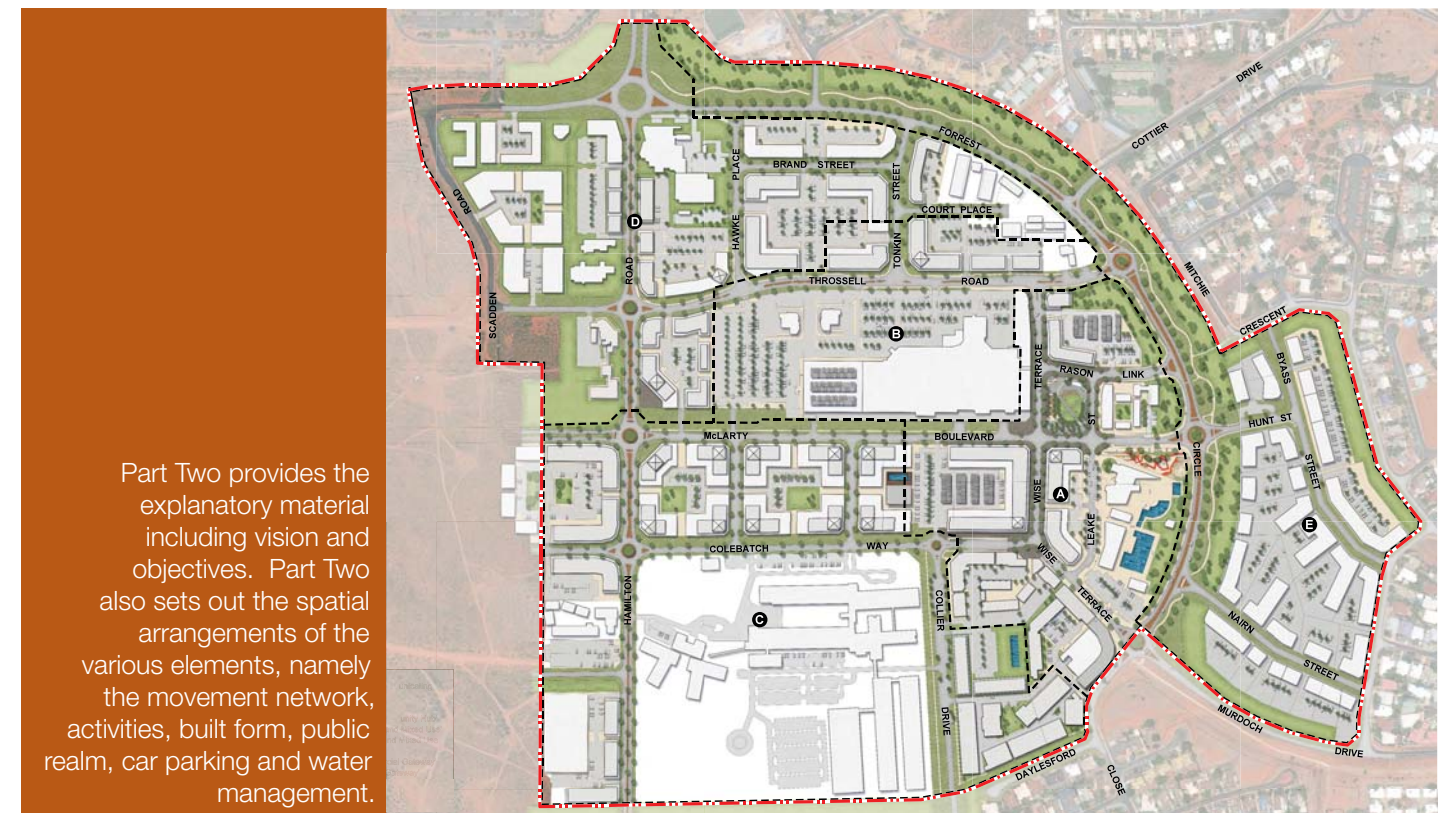 Part Two provides the
explanatory material
including vision and
objectives.  Part Two
also sets out the spatial
arrangements of the
various elements, namely
the movement network,
activities, built form, public
realm, car parking and water
management.
DRIVE
COTTIER
FORREST
PLACE
BRAND STREET
STREET
ROAD
COURT PLACE
D
HAWKE
TONKIN
ROAD
THROSSELL
ROAD
MITCHIE
SCADDEN
CRESCENT
B
TERRACE
RASON
LINK
BYASS
ST
HUNT ST
McLARTY
BOULEVARD
CIRCLE
STREET
WISE
A
LEAKE
E
COLEBATCH
WAY
WISE
HAMILTON
COLLIER
TERRACE
C
NAIRN
STREET
DRIVE
MURDOCH
DRIVE
DAYLESFORD
CLOSE